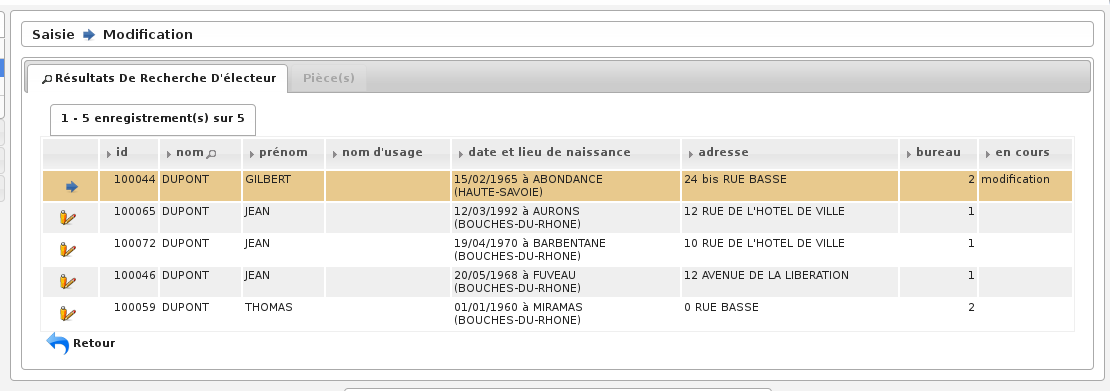 Saisie Modification
Résultats De Recherche D'électeur Pièce(s)
1 - 5 enregistrement(s) sur 5
id nom prénom nom d'usage date et lieu de naissance adresse bureau en cours
100044 DUPONT GILBERT 15/02/1965 à ABONDANCE 24 bis RUE BASSE 2 modification
(HAUTE-SAVOIE)
100065 DUPONT JEAN 12/03/1992 à AURONS 12 RUE DE L'HOTEL DE VILLE 1
(BOUCHES-DU-RHONE)
100072 DUPONT JEAN 19/04/1970 à BARBENTANE 10 RUE DE L'HOTEL DE VILLE 1
(BOUCHES-DU-RHONE)
100046 DUPONT JEAN 20/05/1968 à FUVEAU 12 AVENUE DE LA LIBERATION 1
(BOUCHES-DU-RHONE)
100059 DUPONT THOMAS 01/01/1960 à MIRAMAS 0 RUE BASSE 2
(BOUCHES-DU-RHONE)
Retour